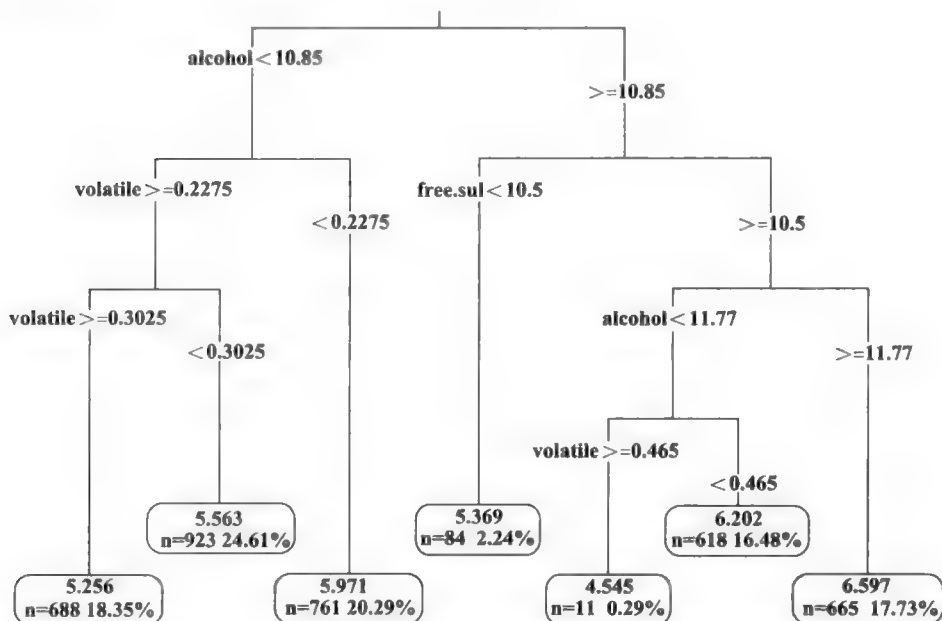 alcohol<10.85
>=10.85
volatile>=0.2275
<0.2275
free.sul<10.5
>=10.5
volatile>=0.3025
<0.3025
alcohol<11.77
>=11.77
volatile>=0.465
<0.465
5.563
n=923 24.61%
5.369
n=84 2.24%
6.202
n=618 16.48%
5.256
n=688 18.35%
5.971
n=761 20.29%
4.545
n=11 0.29%
6.597
n=665 17.73%